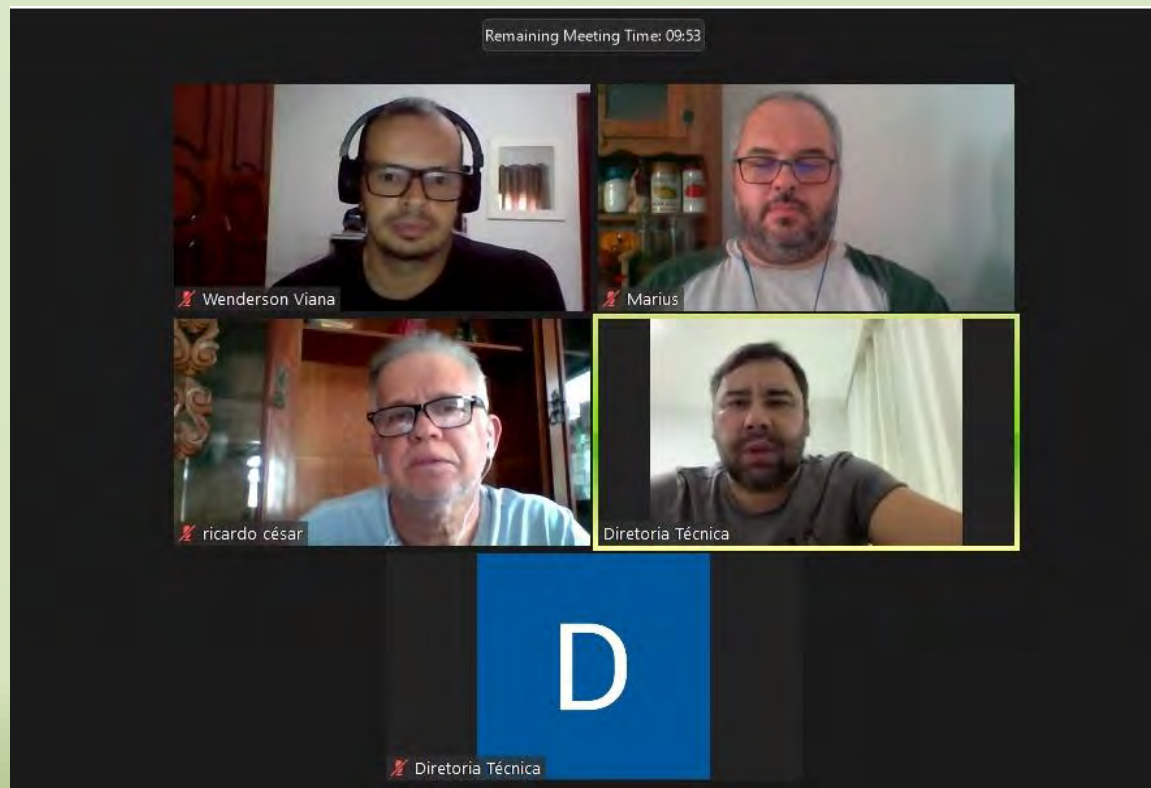 Remaining Meeting Time: 09:53
Wenderson Viana
Marius
ricardo césar
Diretoria Técnica
D
Diretoria Técnica